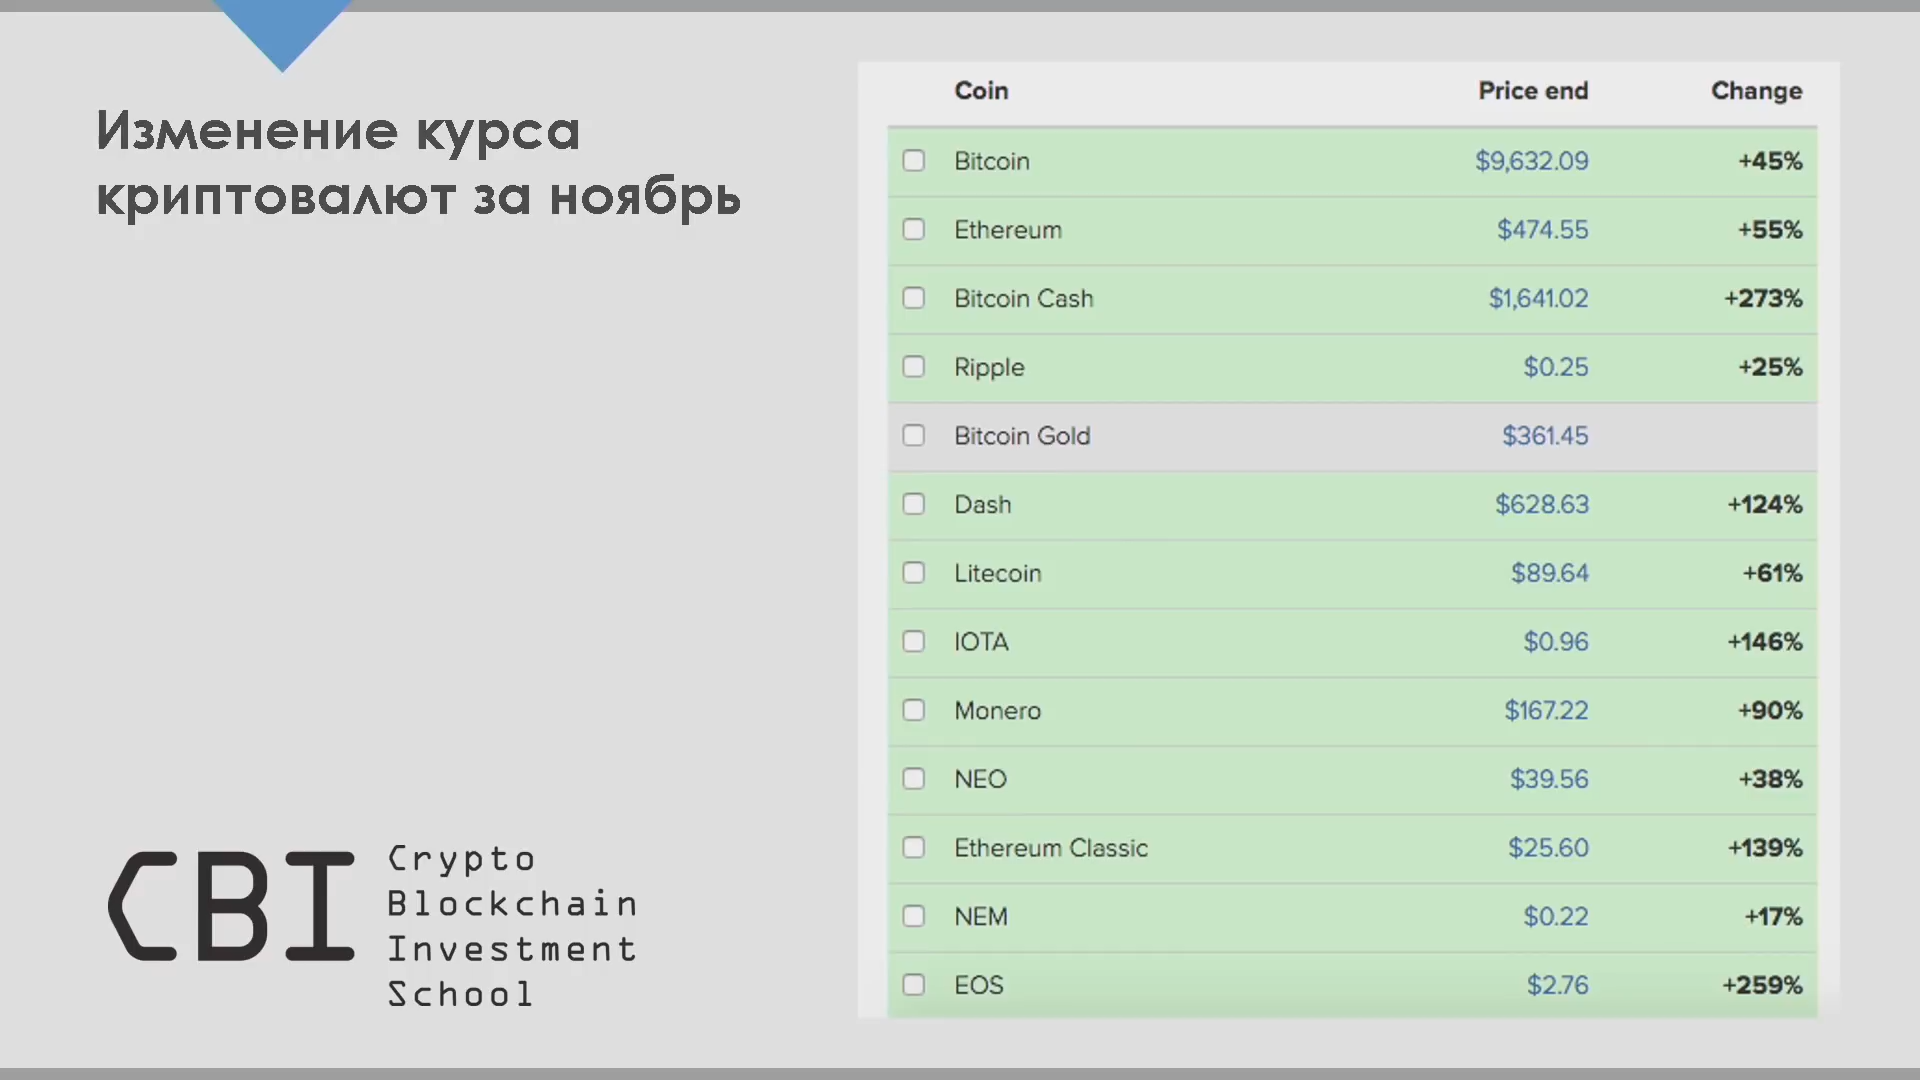 Изменение курса
криптовалют за ноябрь
Coin Price end Change
Bitcoin $9,632.09 +45%
Ethereum $474.55 +55%
Bitcoin Cash $1,641.02 +273%
Ripple $0.25 +25%
Bitcoin Gold $361.45
Dash $628.63 +124%
Litecoin $89.64 +61%
IOTA $0.96 +146%
Monero $167.22 +90%
NEO $39.56 +38%
Ethereum Classic $25.60 +139%
NEM $0.22 +17%
EOS $2.76 +259%
CBI
Crypto
Blockchain
Investment
School